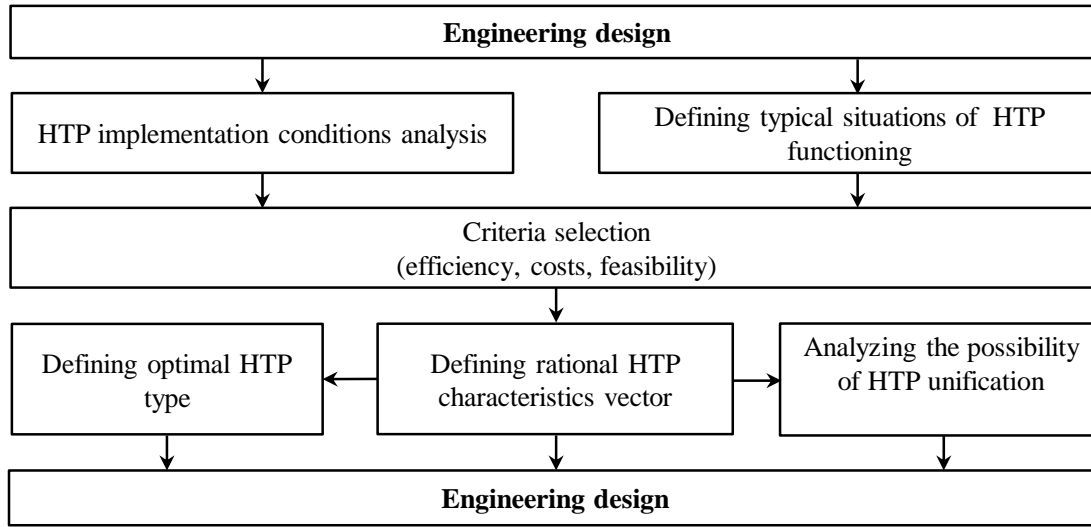 Engineering design
HTP implementation conditions analysis
Defining typical situations of HTP
functioning
Criteria selection
(efficiency, costs, feasibility)
Defining optimal HTP
type
Defining rational HTP
characteristics vector
Analyzing the possibility
of HTP unification
Engineering design